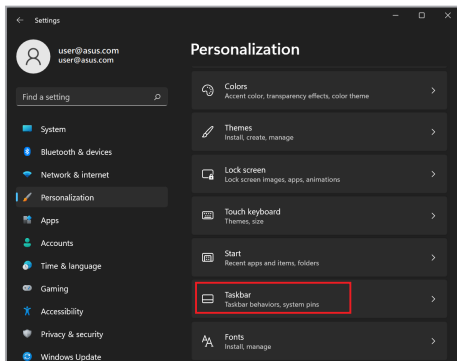 Settings
user@asus.com
user@asus.com
Find a setting
System
Bluetooth & devices
Network & internet
Personalization
Apps
Accounts
Time & language
Gaming
Accessibility
Privacy & security
Windows Update
Personalization
Colors
Accent color, transparency effects, color theme
Themes
Install, create, manage
Lock screen
Lock screen images, apps, animations
Touch keyboard
Themes, size
Start
Recent apps and items, folders
Taskbar
Taskbar behaviors, system pins
Fonts
Install, manage